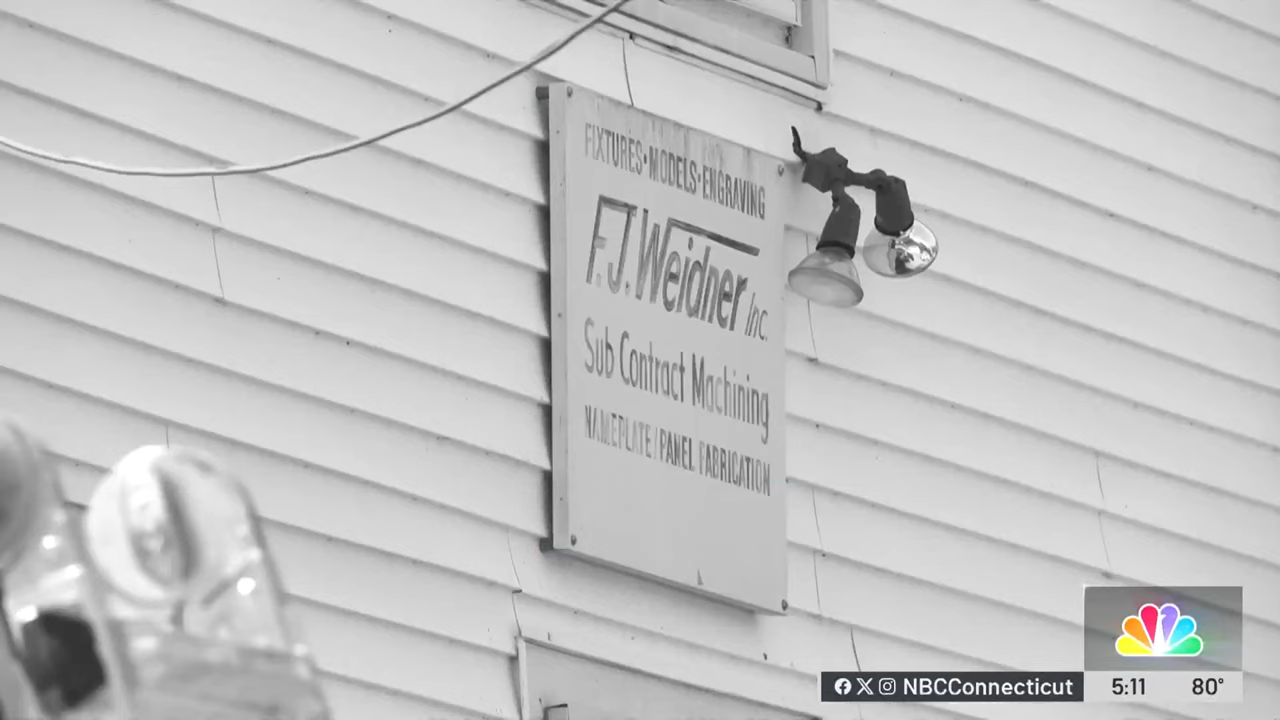 FIXTURES·MODELS·ENGRAVING
F.J. Weidner Inc.
Sub Contract Machining
NAMEPLATE/PANEL FABRICATION
NBCConnecticut
5:11 80°